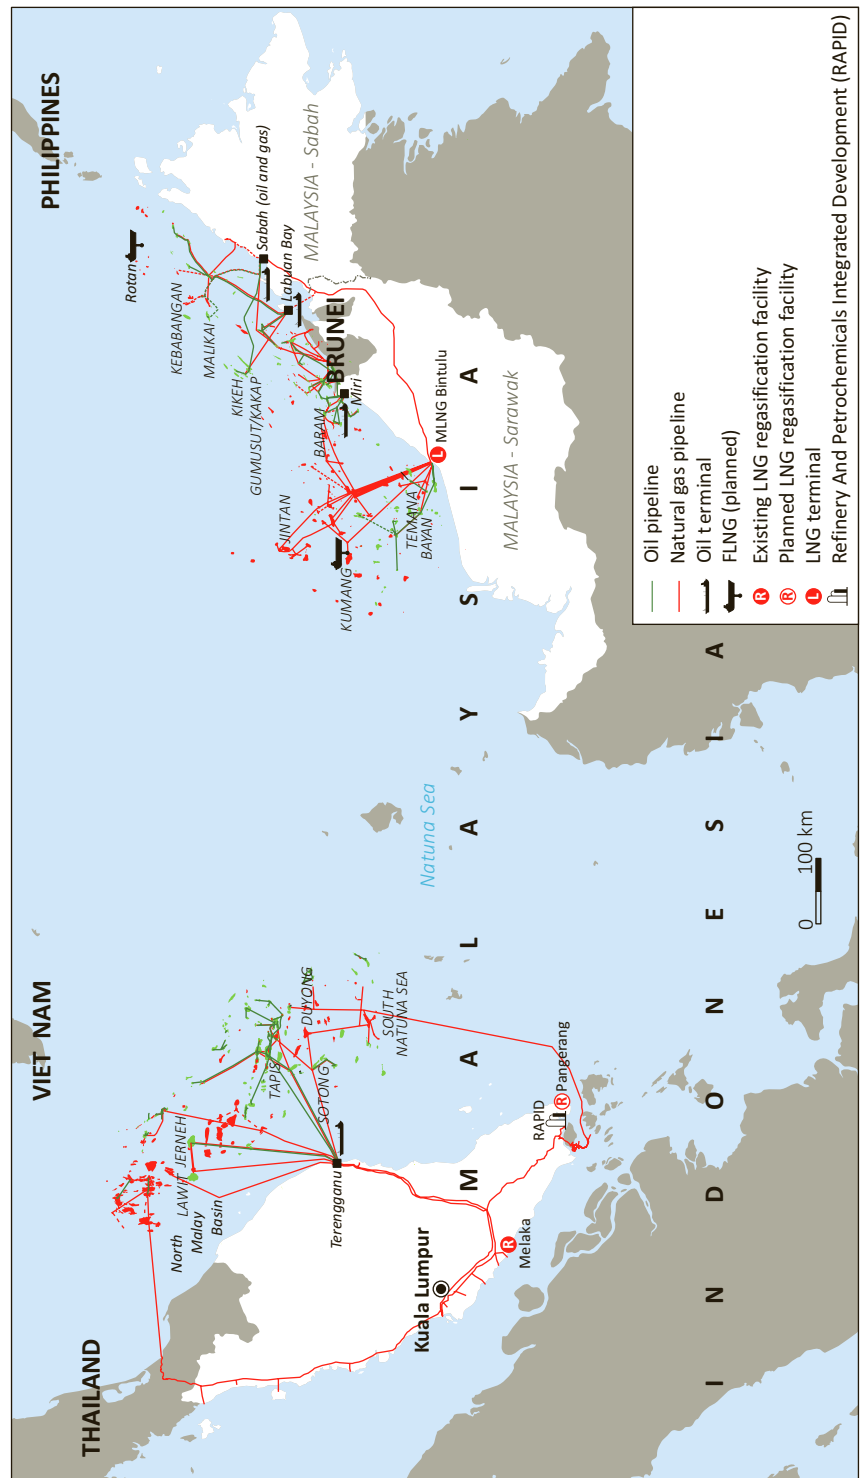 THAILAND
VIET NAM
PHILIPPINES
North
Malay
Basin
LAWIT
JERNEH
TAPIS
SOTONG
DUYONG
SOUTH
NATUNA SEA
Terengganu
Kuala Lumpur
Melaka
RAPID
Pangerang
Natuna Sea
KUMANG
JINTAN
TEMANA
BAYAN
BARAM
MLNG Bintulu
Miri
BRUNEI
GUMUSUT/KAKAP
KIKEH
MALIKAI
KEBABANGAN
Rotan
Labuan Bay
Sabah (oil and gas)
MALAYSIA - Sabah
MALAYSIA - Sarawak
M A L A Y S I A
I N D O N E S I A
0 100 km
Oil pipeline
Natural gas pipeline
Oil terminal
FLNG (planned)
R Existing LNG regasification facility
R Planned LNG regasification facility
L LNG terminal
Refinery And Petrochemicals Integrated Development (RAPID)
R
R
L